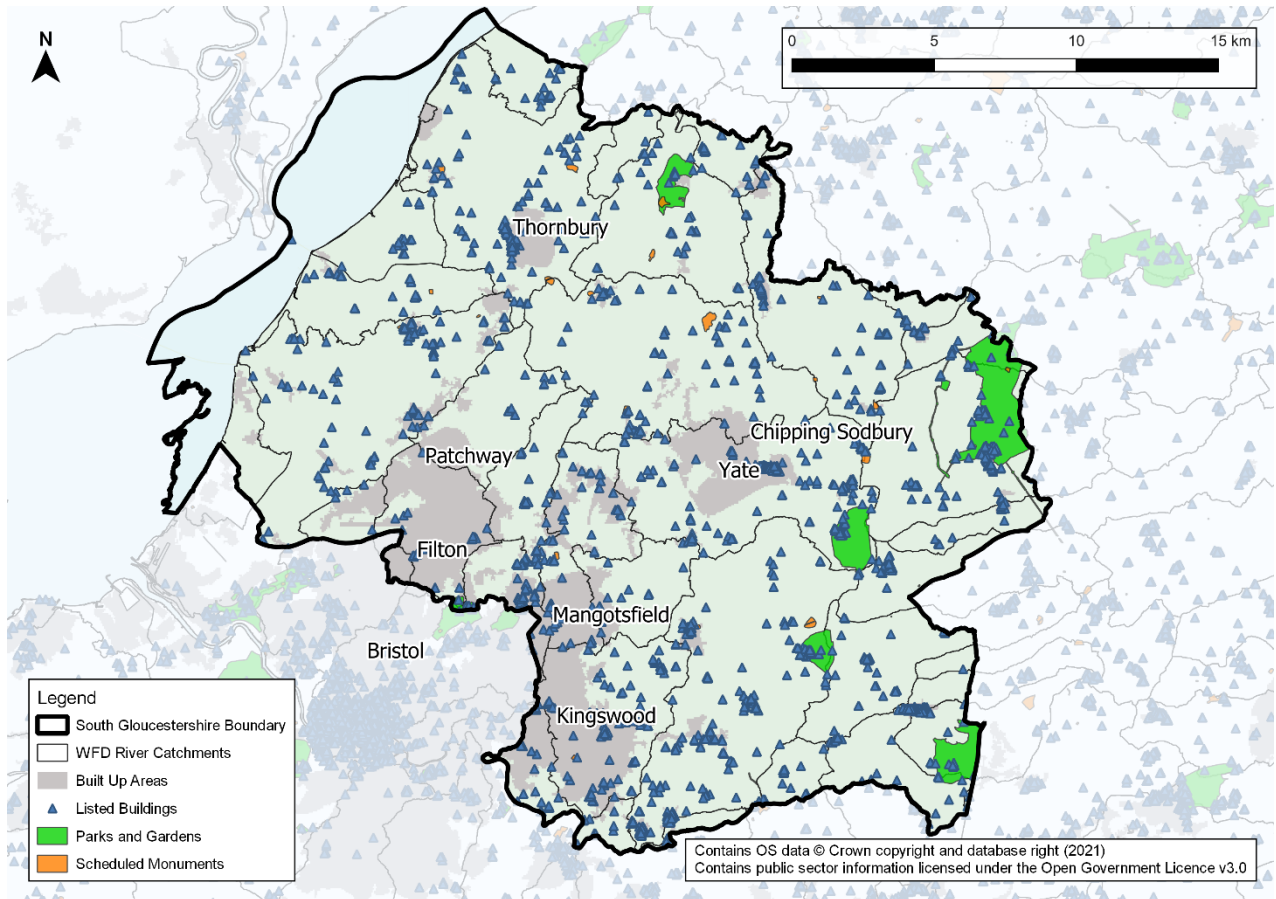 N
0 5 10 15 km
Thornbury
Chipping Sodbury
Patchway
Yate
Filton
Mangotsfield
Bristol
Kingswood
Legend
South Gloucestershire Boundary
WFD River Catchments
Built Up Areas
Listed Buildings
Parks and Gardens
Scheduled Monuments
Contains OS data © Crown copyright and database right (2021)
Contains public sector information licensed under the Open Government Licence v3.0